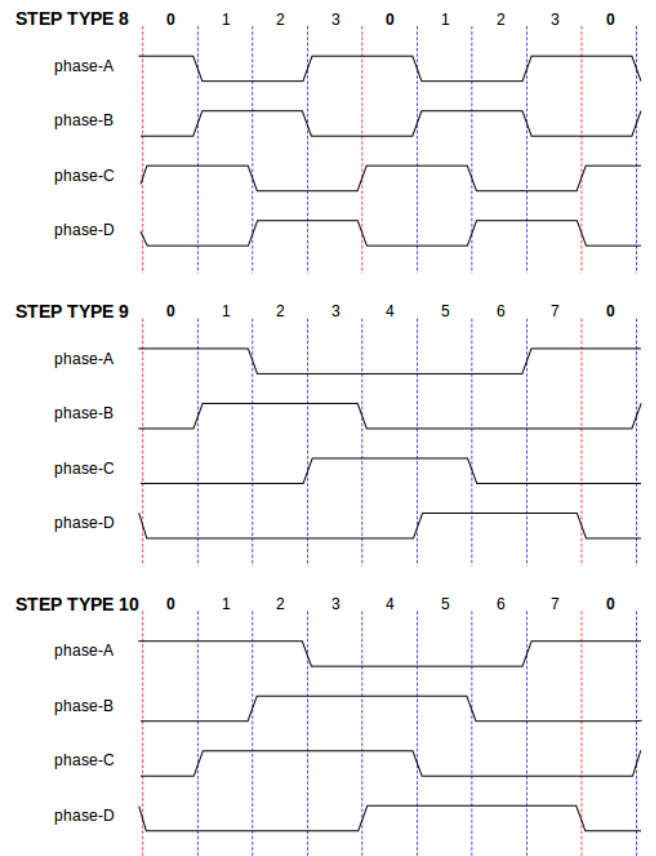 STEP TYPE 8 0 1 2 3 0 1 2 3 0
phase-A
phase-B
phase-C
phase-D
STEP TYPE 9 0 1 2 3 4 5 6 7 0
phase-A
phase-B
phase-C
phase-D
STEP TYPE 10 0 1 2 3 4 5 6 7 0
phase-A
phase-B
phase-C
phase-D